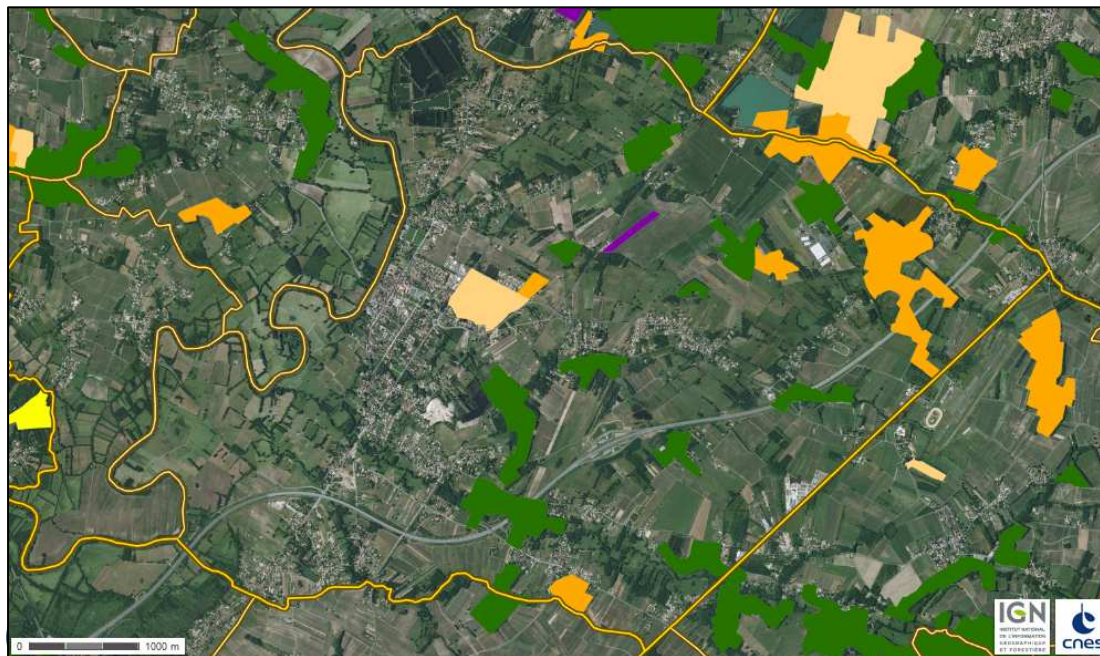 0 1000 m
IGN
INSTITUT NATIONAL
DE L'INFORMATION
GÉOGRAPHIQUE
ET FORESTIÈRE
cnes